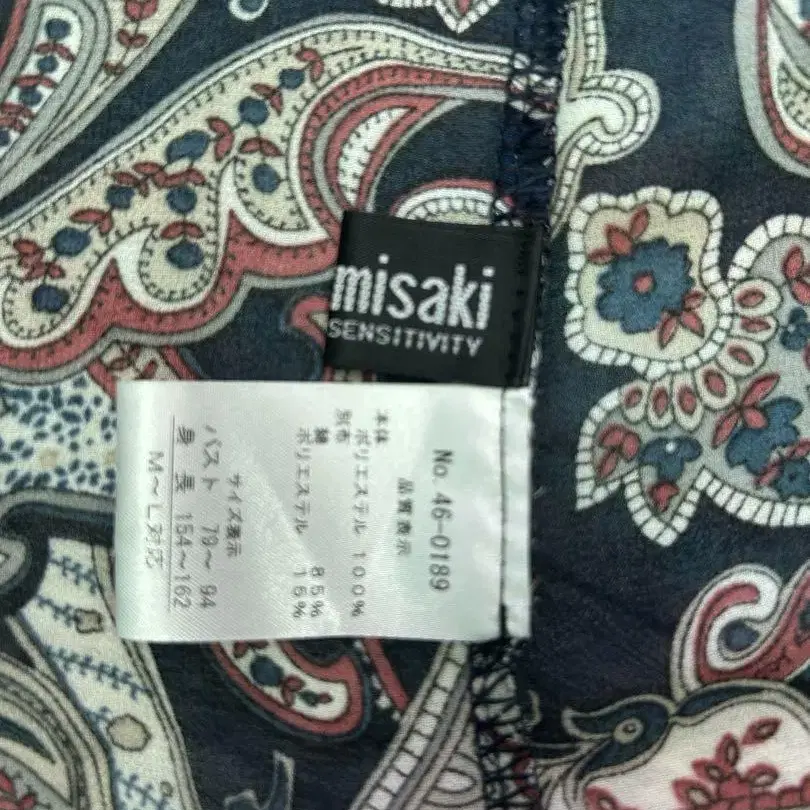 misaki
SENSITIVITY
No. 46-0189
品質表示
本体
ポリエステル 100%
別布
綿 85%
ポリエステル 15%
サイズ表示
バスト 79～94
身長 154～162
M～L対応